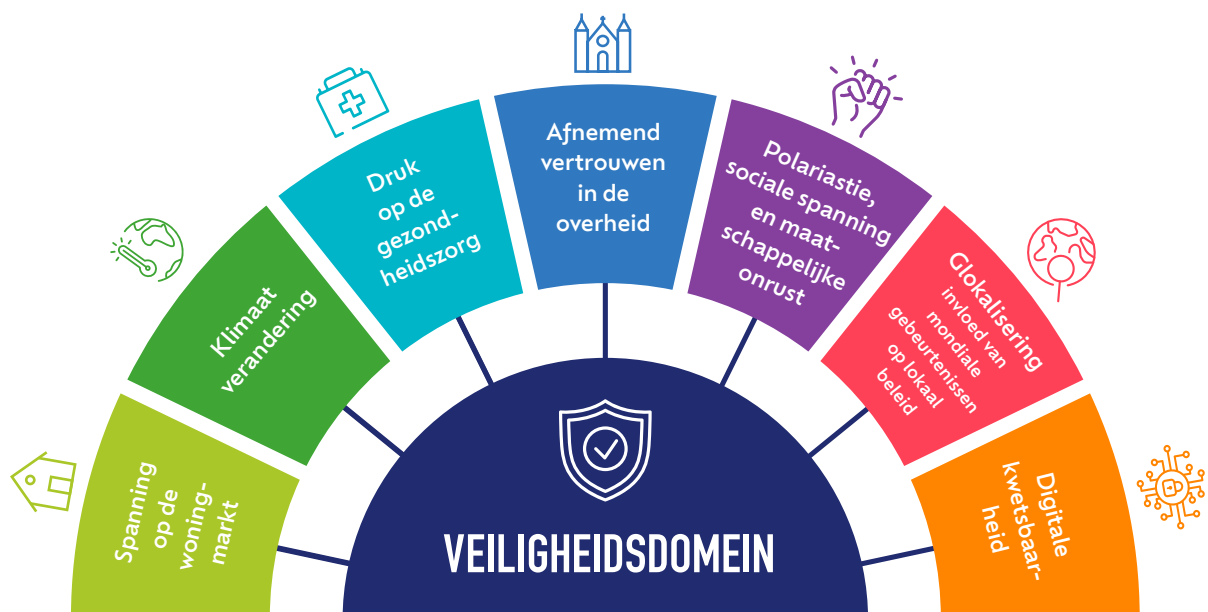 Spanning
op de
woning-
markt
Klimaat
verandering
Druk
op de
gezond-
heidszorg
Afnemend
vertrouwen
in de
overheid
Polariastie,
sociale spanning
en maat-
schappelijke
onrust
Glokalisering
invloed van
mondiale
gebeurtenissen
op lokaal
beleid
Digitale
kwetsbaar-
heid
VEILIGHEIDSDOMEIN